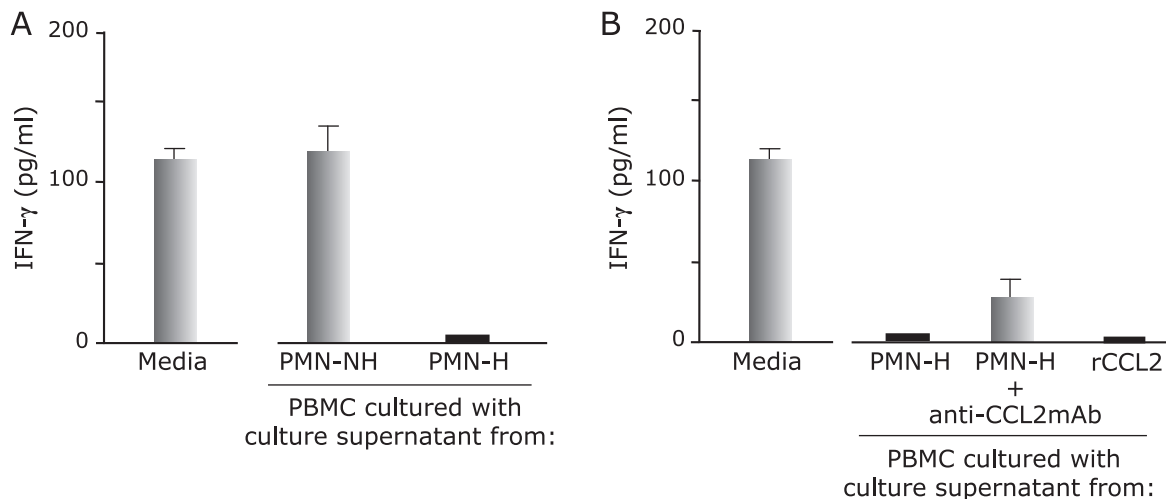 A
200
100
0
IFN-γ (pg/ml)
Media
PMN-NH
PMN-H
PBMC cultured with
culture supernatant from:
B
200
100
0
IFN-γ (pg/ml)
Media
PMN-H
PMN-H
+
anti-CCL2mAb
rCCL2
PBMC cultured with
culture supernatant from: